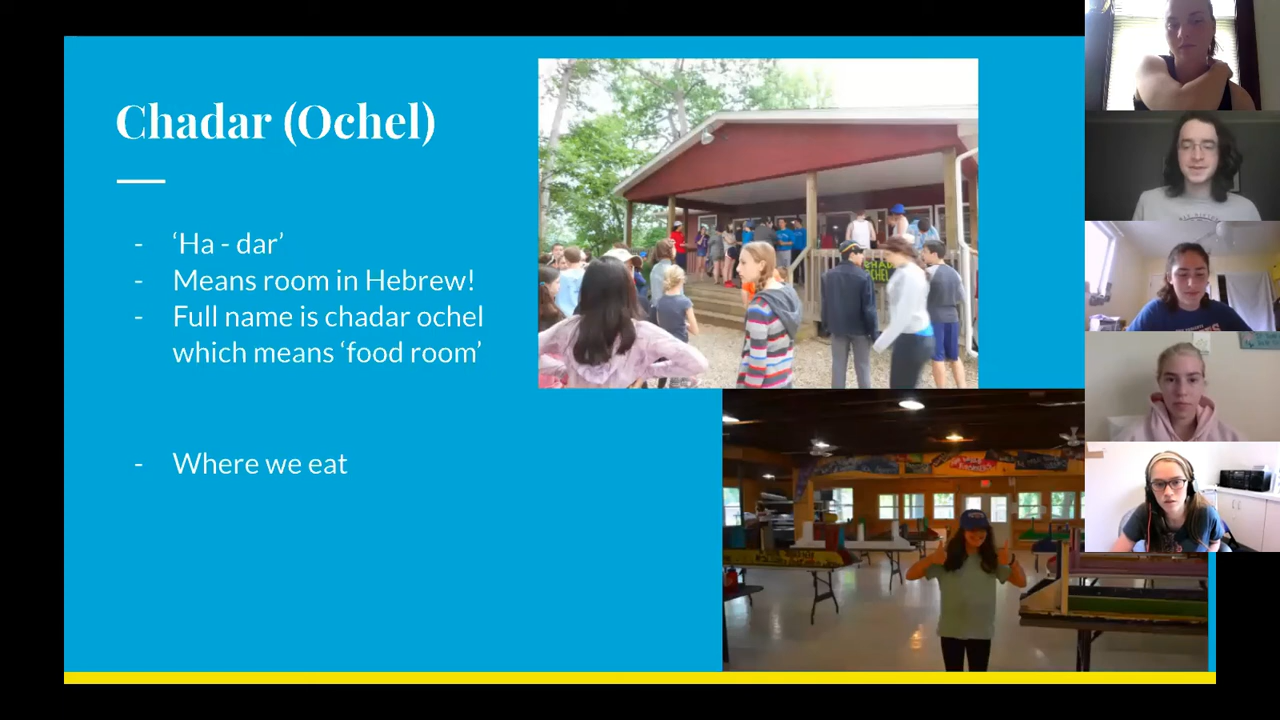 Chadar (Ochel)
- ‘Ha - dar’
- Means room in Hebrew!
- Full name is chadar ochel
which means ‘food room’
- Where we eat